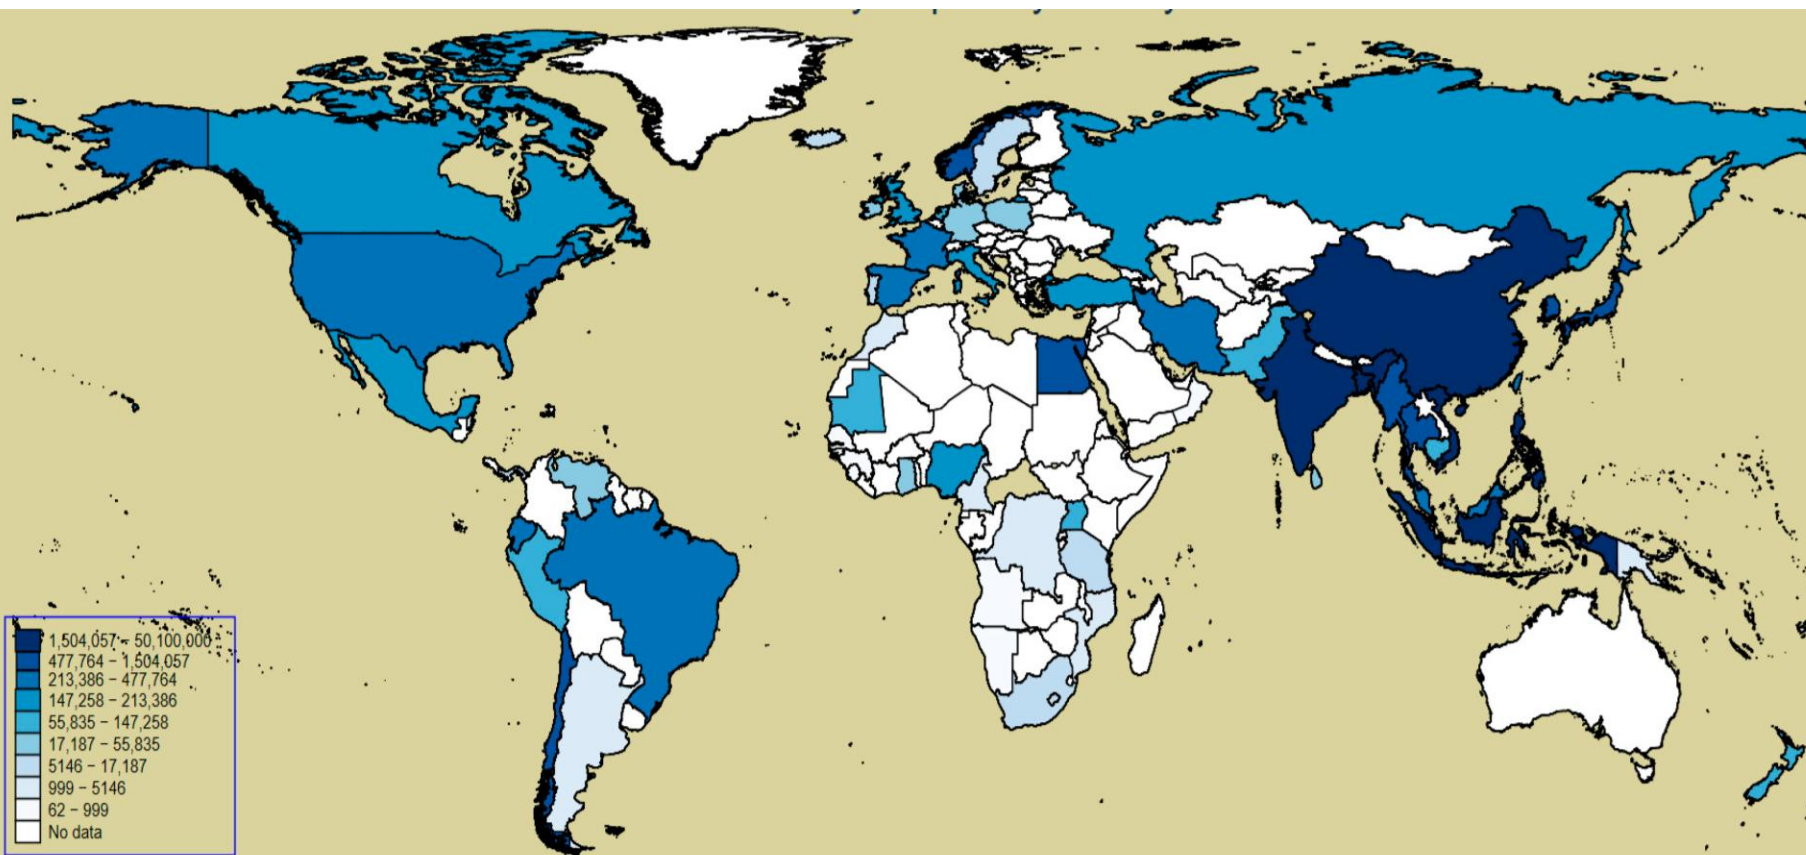 1,504,057 − 50,100,000
477,764 − 1,504,057
213,386 − 477,764
147,258 − 213,386
55,835 − 147,258
17,187 − 55,835
5146 − 17,187
999 − 5146
62 − 999
No data